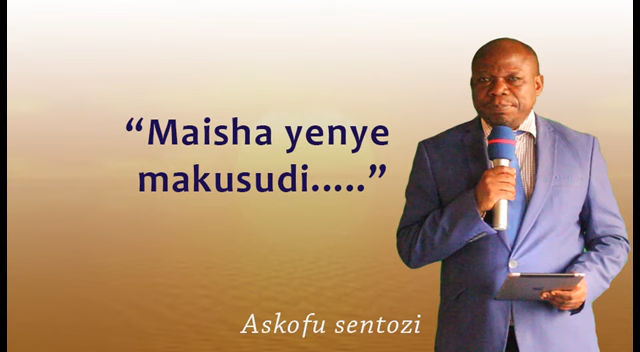 “Maisha yenye
makusudi.....”
Askofu sentozi